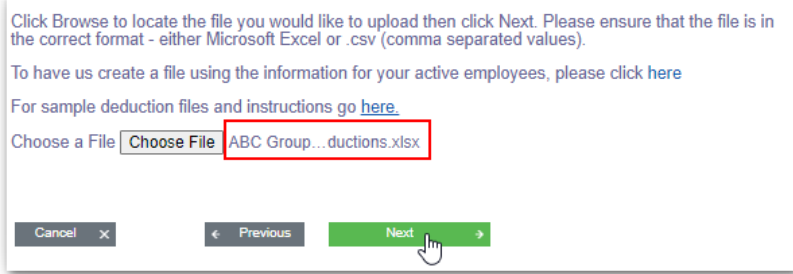 Click Browse to locate the file you would like to upload then click Next. Please ensure that the file is in
the correct format - either Microsoft Excel or .csv (comma separated values).
To have us create a file using the information for your active employees, please click here
For sample deduction files and instructions go here.
Choose a File Choose File ABC Group...ductions.xlsx
Cancel × ← Previous Next →